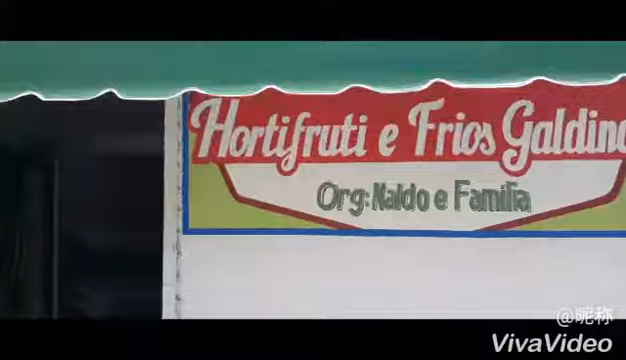 Hortifruti e Frios Galdino
Org: Naldo e Família
@昵称
VivaVideo